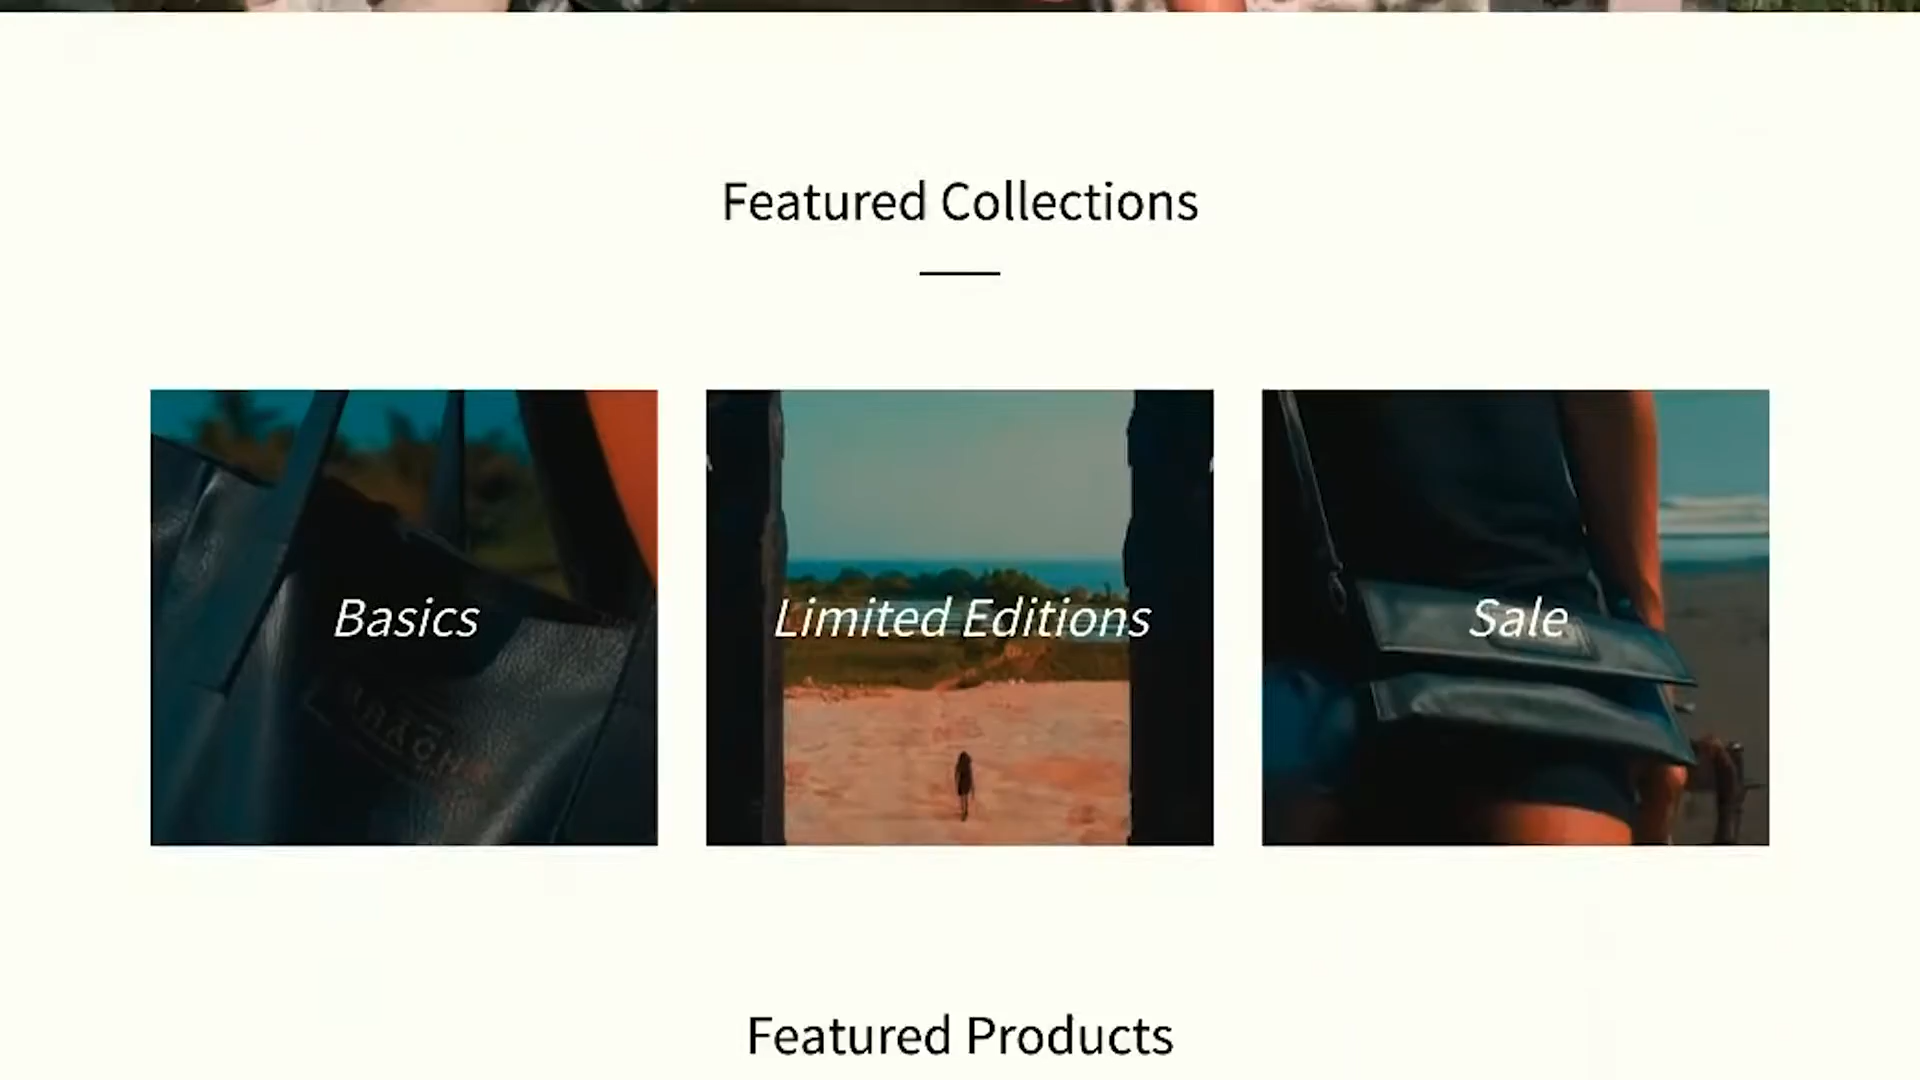 Featured Collections
Basics
Limited Editions
Sale
Featured Products